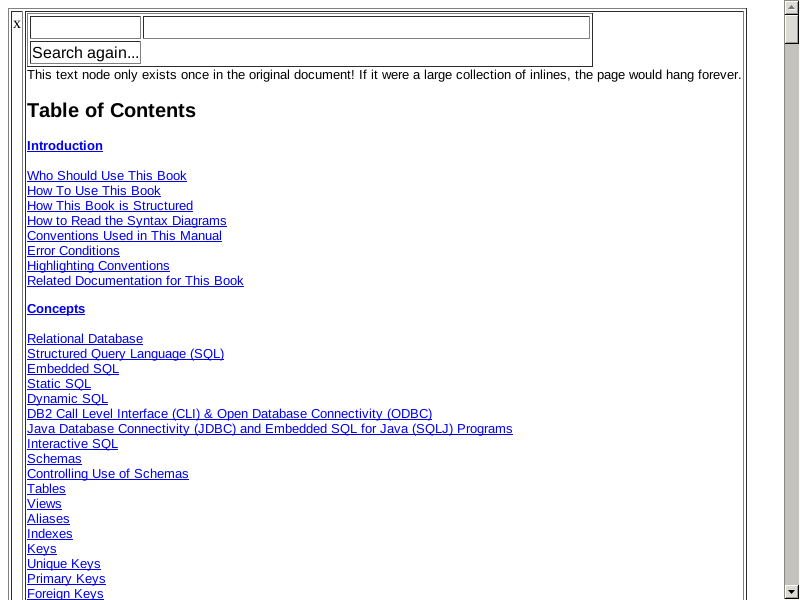 x
Search again...
This text node only exists once in the original document! If it were a large collection of inlines, the page would hang forever.
Table of Contents
Introduction
Who Should Use This Book
How To Use This Book
How This Book is Structured
How to Read the Syntax Diagrams
Conventions Used in This Manual
Error Conditions
Highlighting Conventions
Related Documentation for This Book
Concepts
Relational Database
Structured Query Language (SQL)
Embedded SQL
Static SQL
Dynamic SQL
DB2 Call Level Interface (CLI) & Open Database Connectivity (ODBC)
Java Database Connectivity (JDBC) and Embedded SQL for Java (SQLJ) Programs
Interactive SQL
Schemas
Controlling Use of Schemas
Tables
Views
Aliases
Indexes
Keys
Unique Keys
Primary Keys
Foreign Keys